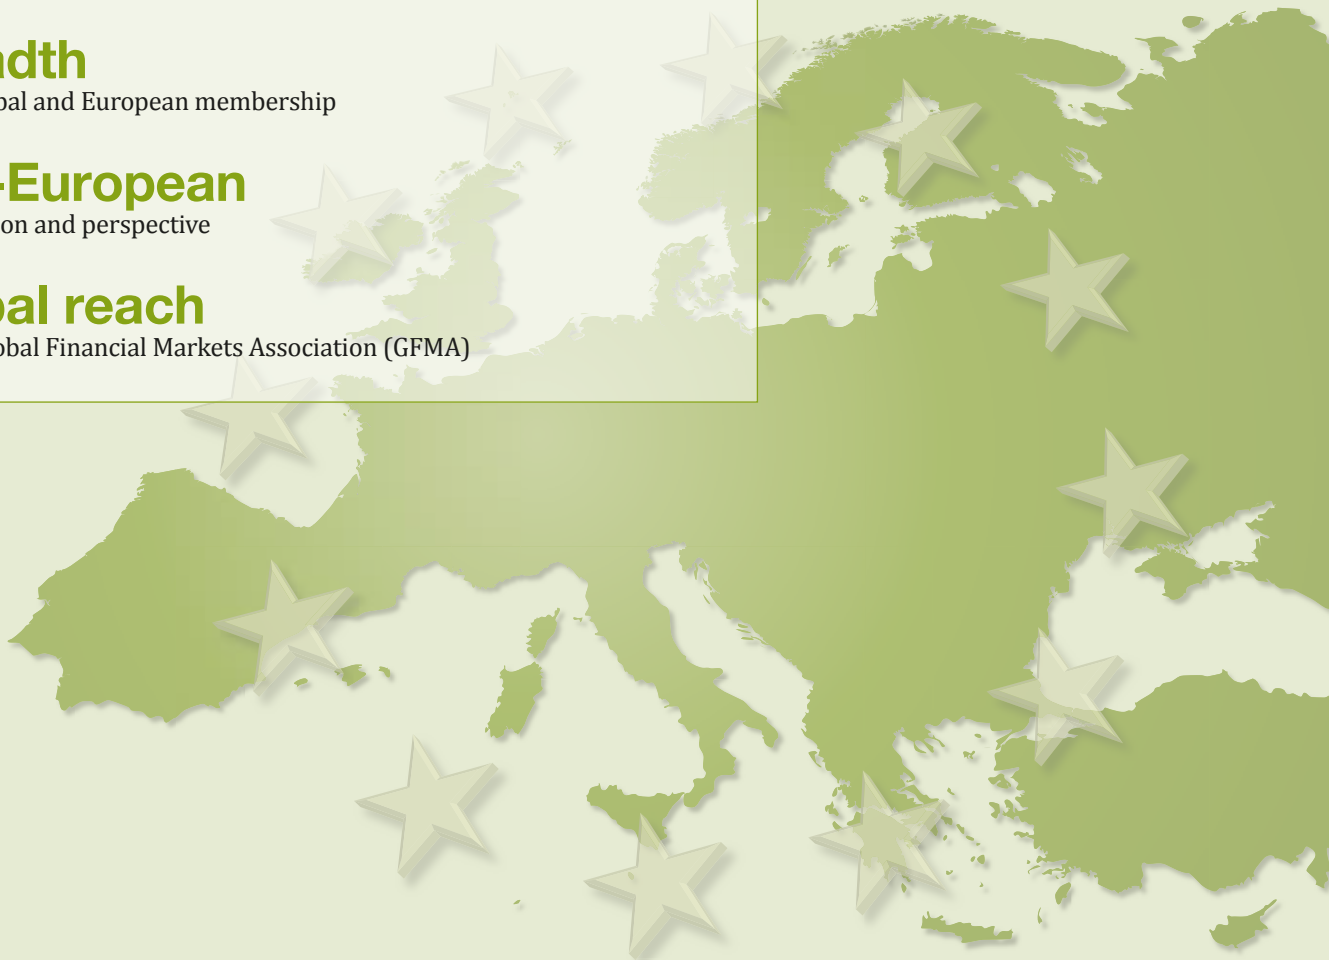 adth
bal and European membership
-European
on and perspective
bal reach
obal Financial Markets Association (GFMA)